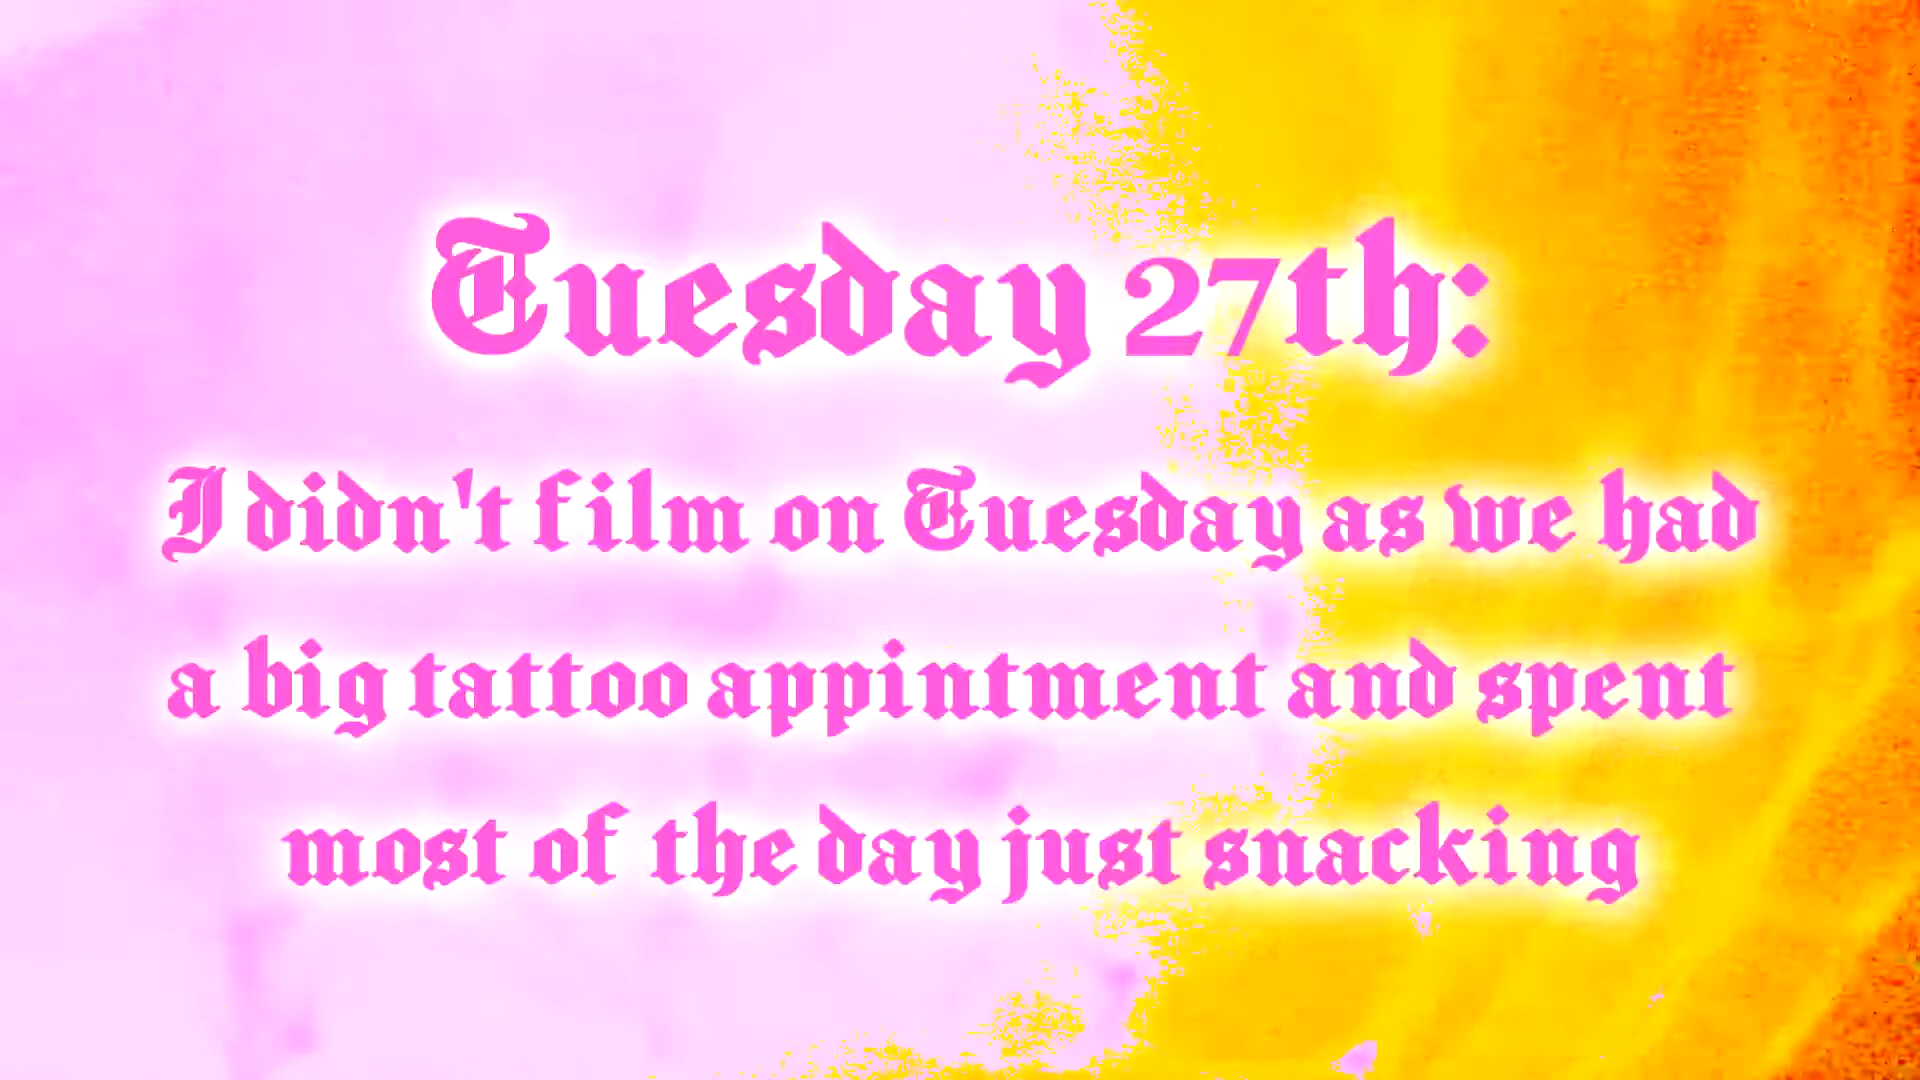 Tuesday 27th:
I didn't film on Tuesday as we had
a big tattoo appintment and spent
most of the day just snacking